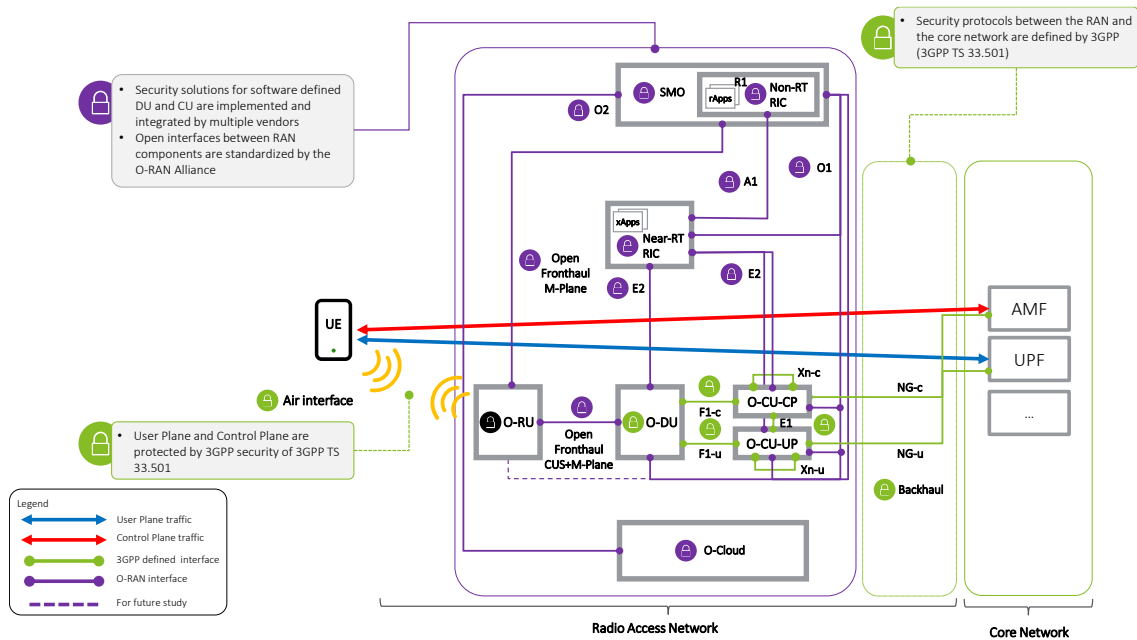 • Security protocols between the RAN and
the core network are defined by 3GPP
(3GPP TS 33.501)
• Security solutions for software defined
DU and CU are implemented and
integrated by multiple vendors
• Open interfaces between RAN
components are standardized by the
O-RAN Alliance
SMO
R1
rApps
Non-RT
RIC
O2
A1
O1
xApps
Near-RT
RIC
Open
Fronthaul
M-Plane
E2
E2
UE
AMF
UPF
...
Air interface
Xn-c
NG-c
O-RU
O-DU
O-CU-CP
F1-c
E1
Open
Fronthaul
CUS+M-Plane
F1-u
O-CU-UP
Xn-u
NG-u
• User Plane and Control Plane are
protected by 3GPP security of 3GPP TS
33.501
Backhaul
O-Cloud
Legend
User Plane traffic
Control Plane traffic
3GPP defined interface
O-RAN interface
For future study
Radio Access Network
Core Network